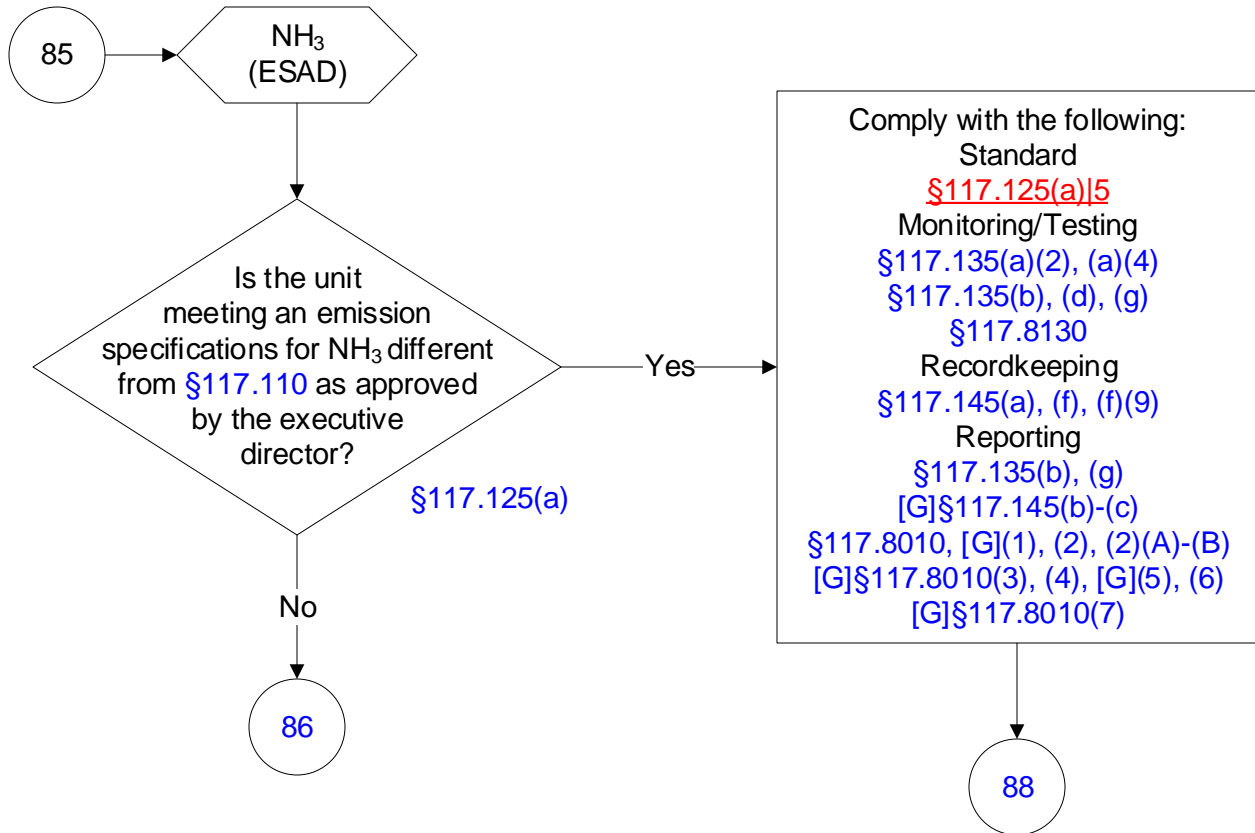 85
NH₃
(ESAD)
Is the unit
meeting an emission
specifications for NH₃ different
from §117.110 as approved
by the executive
director?
§117.125(a)
Yes
No
86
Comply with the following:
Standard
§117.125(a)|5
Monitoring/Testing
§117.135(a)(2), (a)(4)
§117.135(b), (d), (g)
§117.8130
Recordkeeping
§117.145(a), (f), (f)(9)
Reporting
§117.135(b), (g)
[G]§117.145(b)-(c)
§117.8010, [G](1), (2), (2)(A)-(B)
[G]§117.8010(3), (4), [G](5), (6)
[G]§117.8010(7)
88